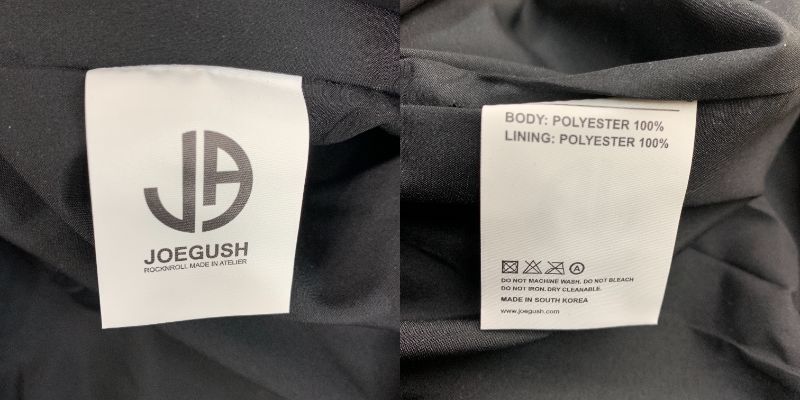 JA
JOEGUSH
ROCKNROLL MADE IN ATELIER
BODY: POLYESTER 100%
LINING: POLYESTER 100%
A
DO NOT MACHINE WASH. DO NOT BLEACH
DO NOT IRON. DRY CLEANABLE.
MADE IN SOUTH KOREA
www.joegush.com